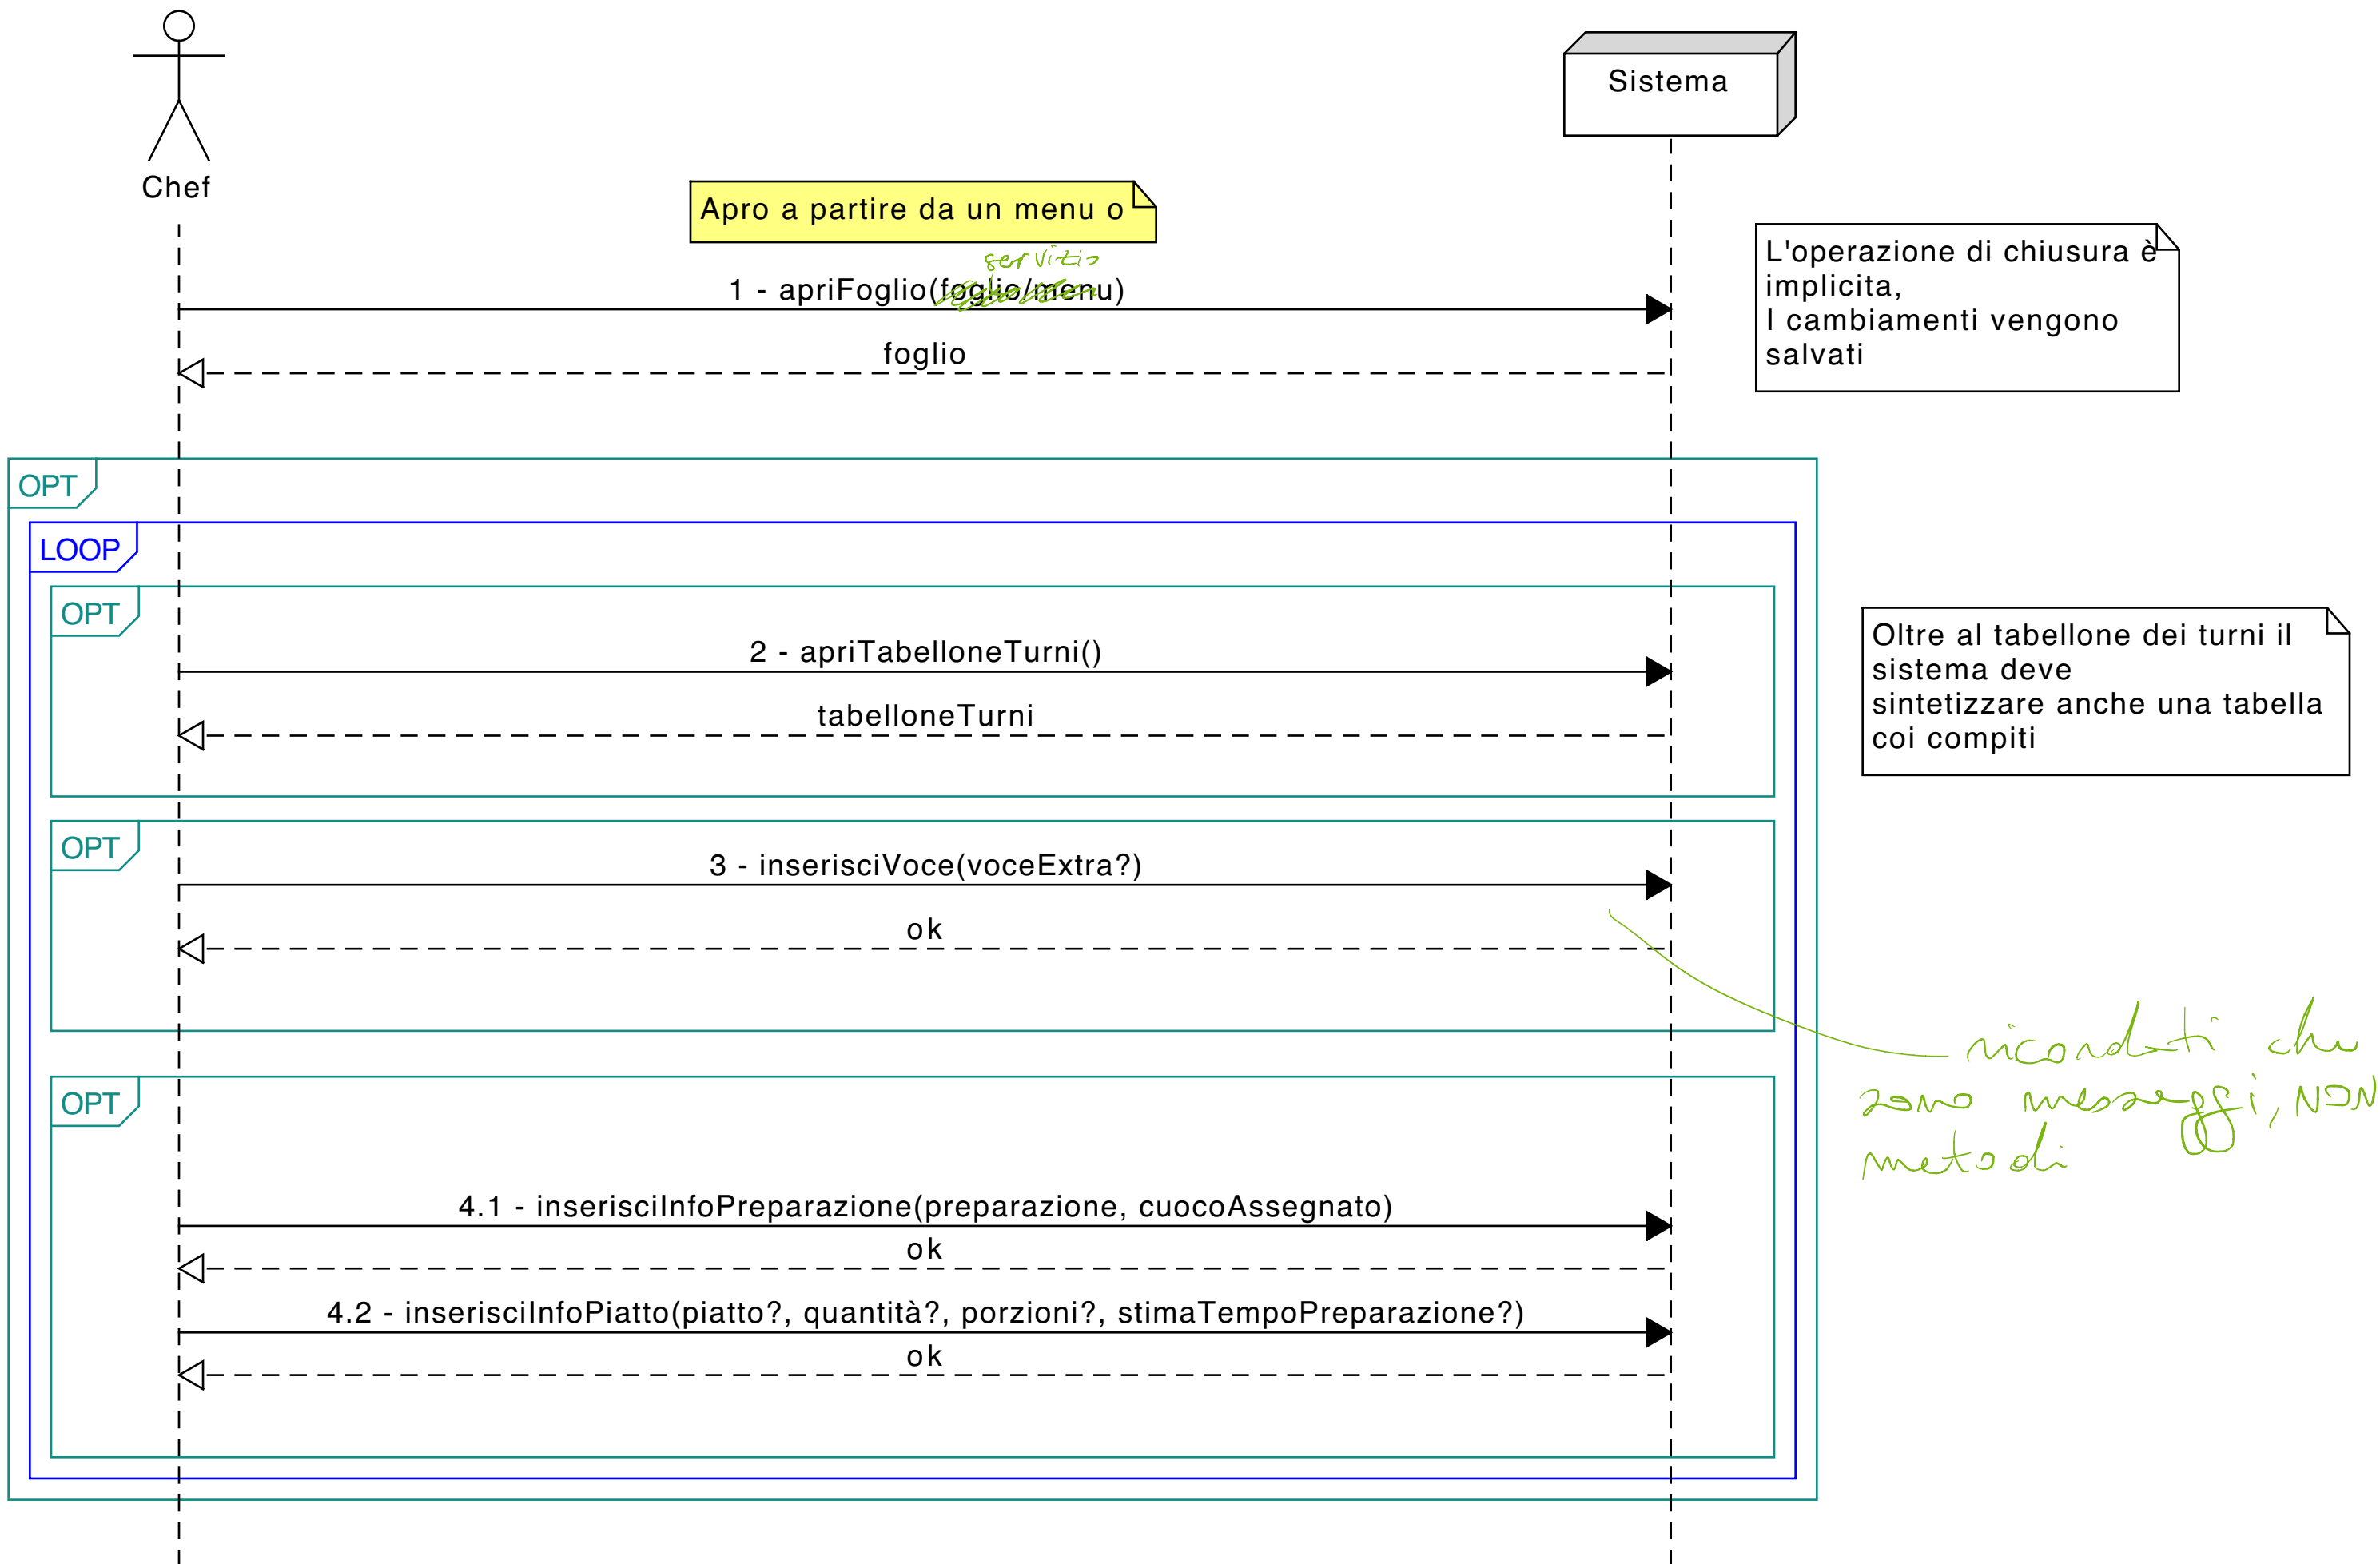 Chef
Sistema
Apro a partire da un menu o
servizio
1 - apriFoglio(foglio/menu)
L'operazione di chiusura è
implicita,
I cambiamenti vengono
salvati
foglio
OPT
LOOP
OPT
2 - apriTabelloneTurni()
tabelloneTurni
Oltre al tabellone dei turni il
sistema deve
sintetizzare anche una tabella
coi compiti
OPT
3 - inserisciVoce(voceExtra?)
ok
ricordati che
sono messaggi, NON
metodi
OPT
4.1 - inserisciInfoPreparazione(preparazione, cuocoAssegnato)
ok
4.2 - inserisciInfoPiatto(piatto?, quantità?, porzioni?, stimaTempoPreparazione?)
ok